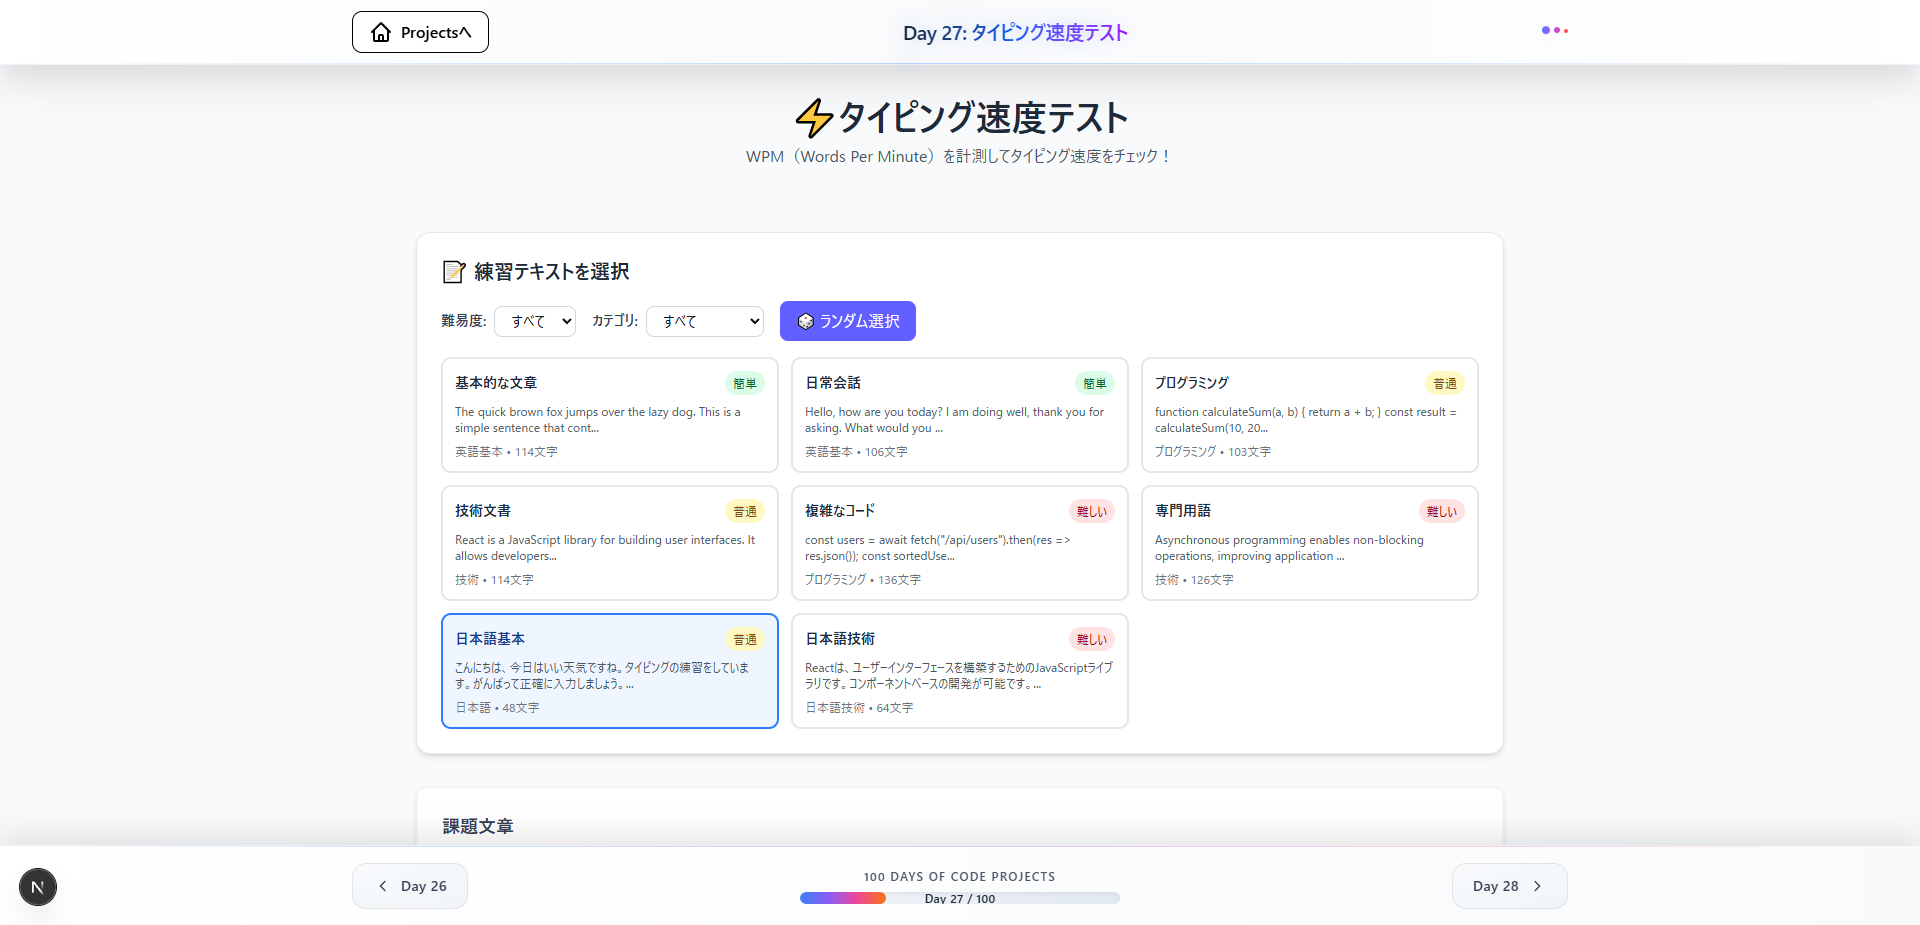 Projectsへ
Day 27: タイピング速度テスト
⚡タイピング速度テスト
WPM（Words Per Minute）を計測してタイピング速度をチェック！
📝 練習テキストを選択
難易度: すべて カテゴリ: すべて 🎲 ランダム選択
基本的な文章 簡単
The quick brown fox jumps over the lazy dog. This is a
simple sentence that cont...
英語基本 • 114文字
日常会話 簡単
Hello, how are you today? I am doing well, thank you for
asking. What would you ...
英語基本 • 106文字
プログラミング 普通
function calculateSum(a, b) { return a + b; } const result =
calculateSum(10, 20...
プログラミング • 103文字
技術文書 普通
React is a JavaScript library for building user interfaces. It
allows developers...
技術 • 114文字
複雑なコード 難しい
const users = await fetch("/api/users").then(res =>
res.json()); const sortedUse...
プログラミング • 136文字
専門用語 難しい
Asynchronous programming enables non-blocking
operations, improving application ...
技術 • 126文字
日本語基本 普通
こんにちは、今日はいい天気ですね。タイピングの練習をしていま
す。がんばって正確に入力しましょう。...
日本語 • 48文字
日本語技術 難しい
Reactは、ユーザーインターフェースを構築するためのJavaScriptライブ
ラリです。コンポーネントベースの開発が可能です。...
日本語技術 • 64文字
課題文章
N
Day 26
100 DAYS OF CODE PROJECTS
Day 27 / 100
Day 28